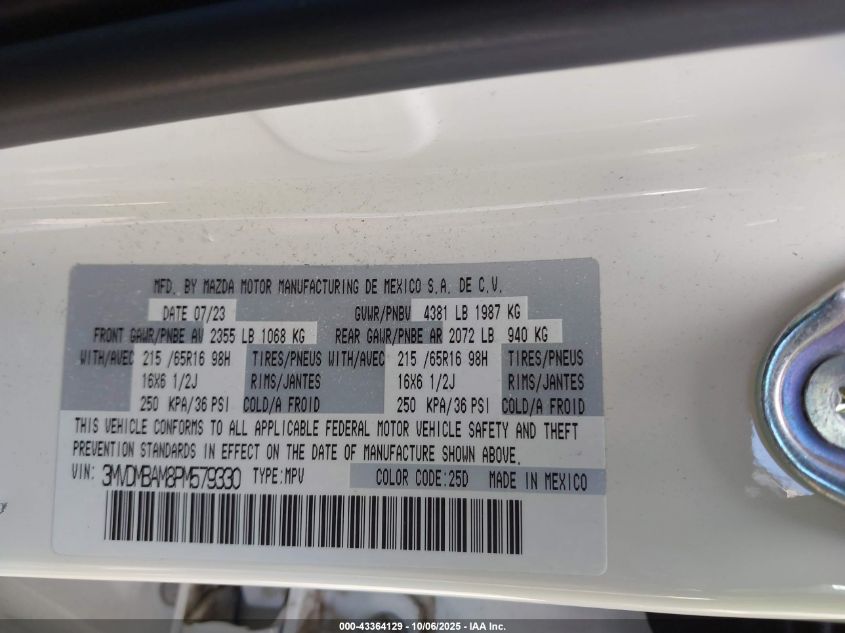 MFD. BY MAZDA MOTOR MANUFACTURING DE MEXICO S.A. DE C.V.
DATE 07/23 GVWR/PNBV 4381 LB 1987 KG
FRONT GAWR/PNBE AV 2355 LB 1068 KG REAR GAWR/PNBE AR 2072 LB 940 KG
WITH/AVEC 215 /65R16 98H TIRES/PNEUS WITH/AVEC 215 /65R16 98H TIRES/PNEUS
16X6 1/2J RIMS/JANTES 16X6 1/2J RIMS/JANTES
250 KPA/36 PSI COLD/A FROID 250 KPA/36 PSI COLD/A FROID
THIS VEHICLE CONFORMS TO ALL APPLICABLE FEDERAL MOTOR VEHICLE SAFETY AND THEFT
PREVENTION STANDARDS IN EFFECT ON THE DATE OF MANUFACTURE SHOWN ABOVE.
VIN: 3MVDMBAM8PM579330 TYPE:MPV COLOR CODE:25D MADE IN MEXICO
000-43364129 - 10/06/2025 - IAA Inc.